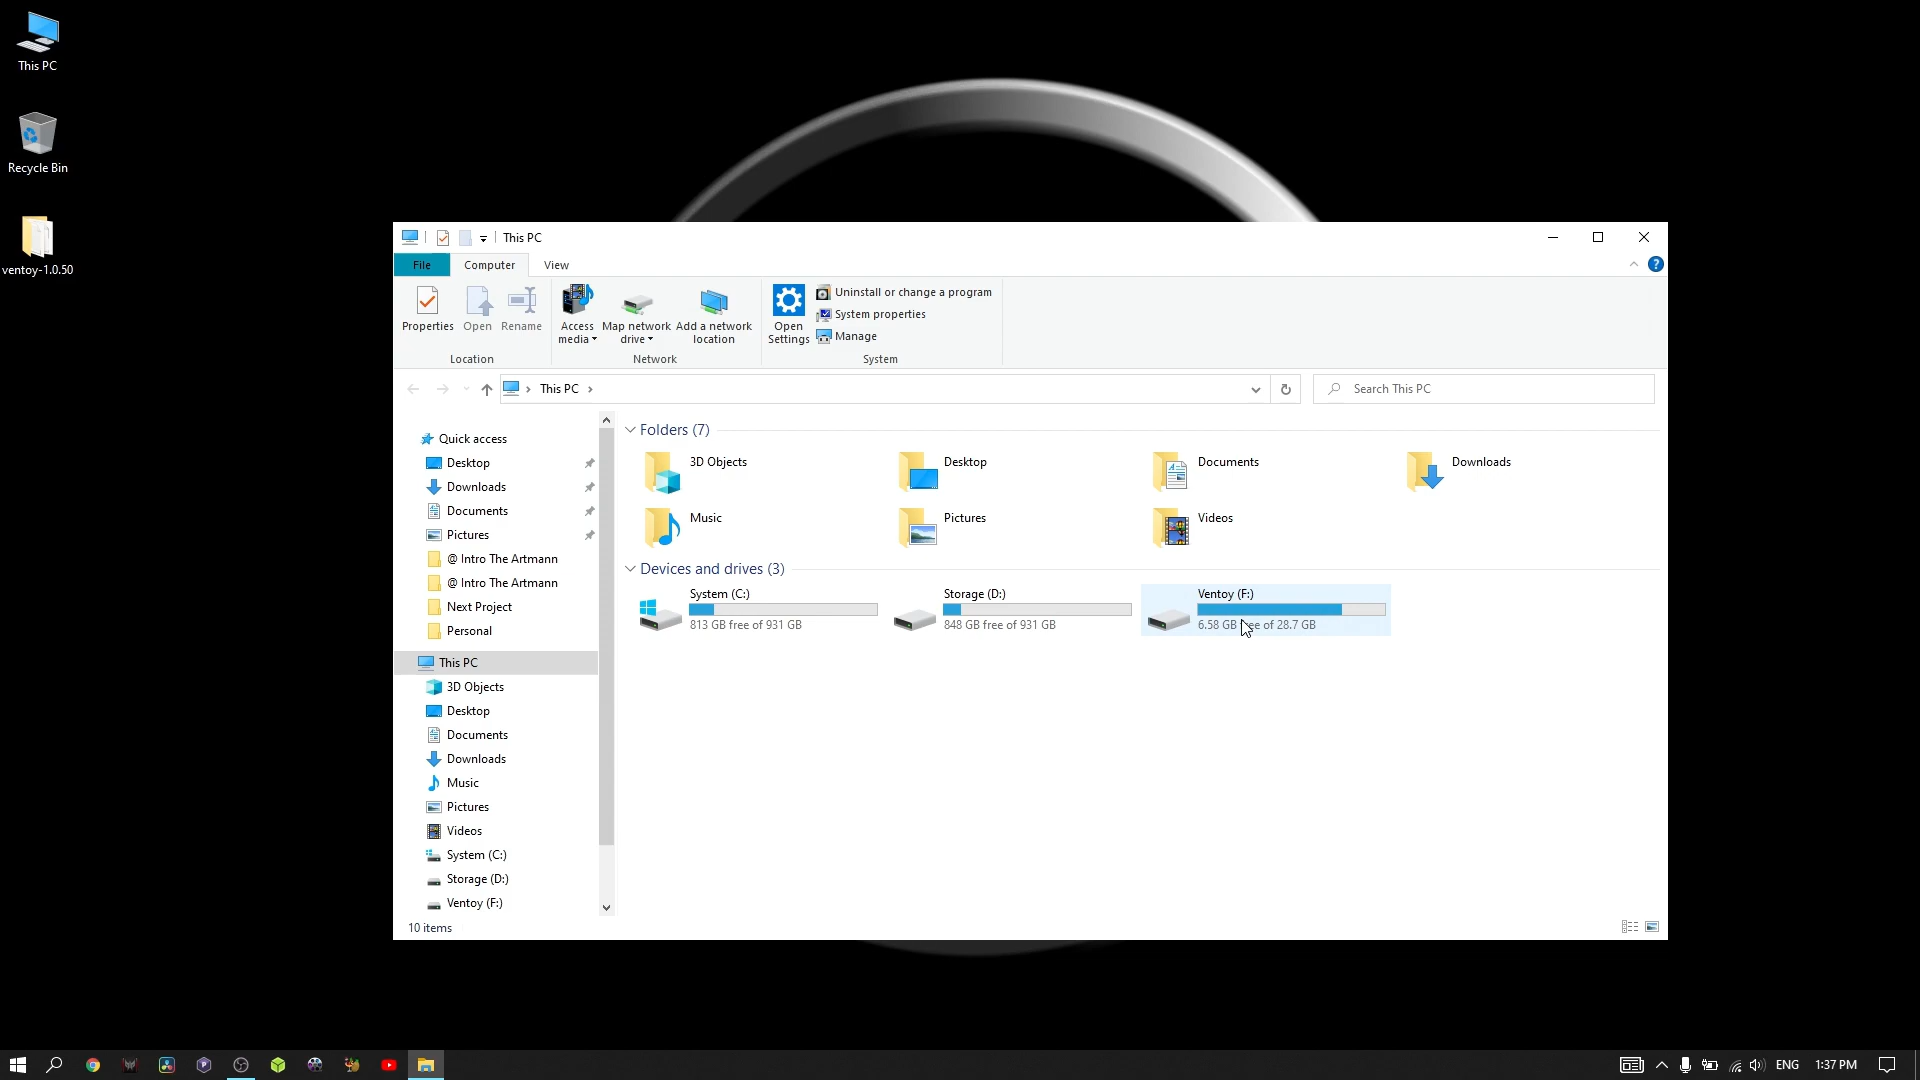 This PC
Recycle Bin
ventoy-1.0.50
This PC
File Computer View
Properties Open Rename
Access media Map network drive Add a network location
Open Settings
Uninstall or change a program
System properties
Manage
Location Network System
This PC
Search This PC
Quick access
Desktop
Downloads
Documents
Pictures
@ Intro The Artmann
@ Intro The Artmann
Next Project
Personal
This PC
3D Objects
Desktop
Documents
Downloads
Music
Pictures
Videos
System (C:)
Storage (D:)
Ventoy (F:)
Folders (7)
3D Objects Desktop Documents Downloads
Music Pictures Videos
Devices and drives (3)
System (C:) Storage (D:) Ventoy (F:)
813 GB free of 931 GB 848 GB free of 931 GB 6.58 GB free of 28.7 GB
10 items
ENG 1:37 PM